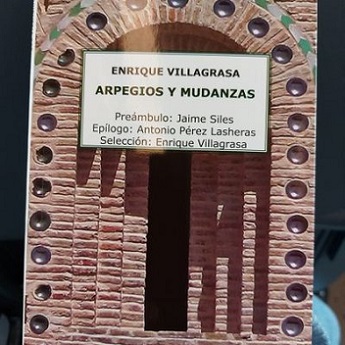 ENRIQUE VILLAGRASA
ARPEGIOS Y MUDANZAS
Preámbulo: Jaime Siles
Epílogo: Antonio Pérez Lasheras
Selección: Enrique Villagrasa